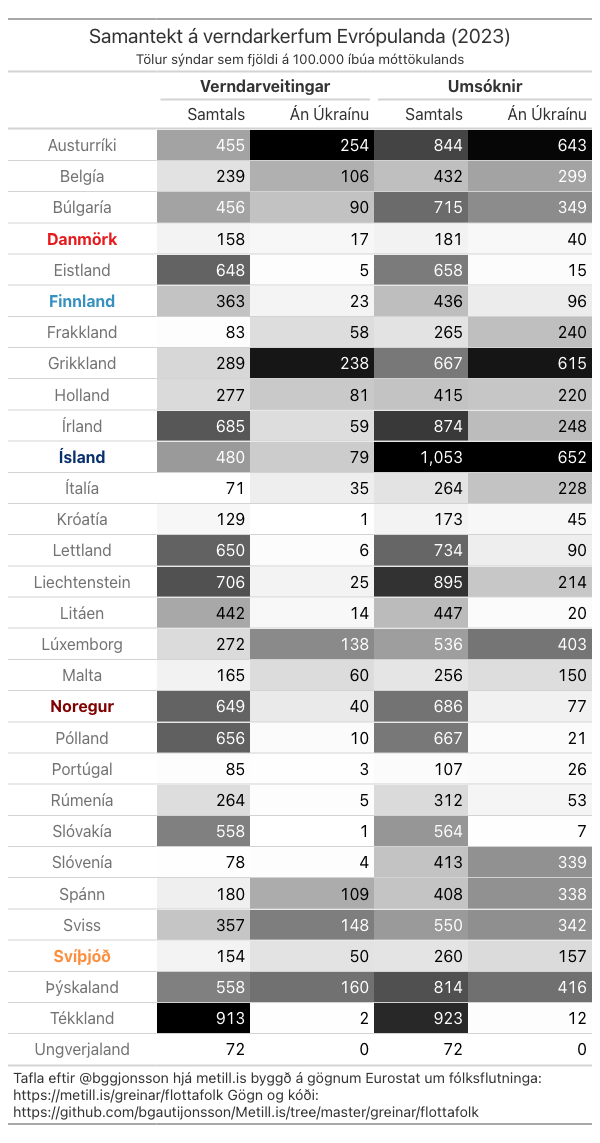 Samantekt á verndarkerfum Evrópulanda (2023)
Tölur sýndar sem fjöldi á 100.000 íbúa móttökulands
Verndarveitingar Umsóknir
Samtals Án Úkraínu Samtals Án Úkraínu
Austurríki 455 254 844 643
Belgía 239 106 432 299
Búlgaría 456 90 715 349
Danmörk 158 17 181 40
Eistland 648 5 658 15
Finnland 363 23 436 96
Frakkland 83 58 265 240
Grikkland 289 238 667 615
Holland 277 81 415 220
Írland 685 59 874 248
Ísland 480 79 1,053 652
Ítalía 71 35 264 228
Króatía 129 1 173 45
Lettland 650 6 734 90
Liechtenstein 706 25 895 214
Litáen 442 14 447 20
Lúxemborg 272 138 536 403
Malta 165 60 256 150
Noregur 649 40 686 77
Pólland 656 10 667 21
Portúgal 85 3 107 26
Rúmenía 264 5 312 53
Slóvakía 558 1 564 7
Slóvenía 78 4 413 339
Spánn 180 109 408 338
Sviss 357 148 550 342
Svíþjóð 154 50 260 157
Þýskaland 558 160 814 416
Tékkland 913 2 923 12
Ungverjaland 72 0 72 0
Tafla eftir @bggjonsson hjá metill.is byggð á gögnum Eurostat um fólksflutninga:
https://metill.is/greinar/flottafolk Gögn og kóði:
https://github.com/bgautijonsson/Metill.is/tree/master/greinar/flottafolk